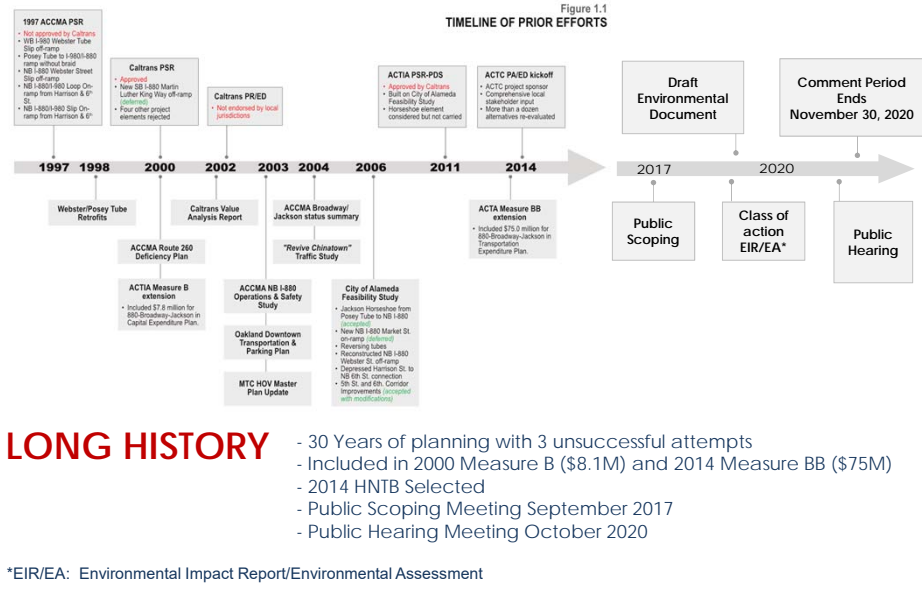 Figure 1.1
TIMELINE OF PRIOR EFFORTS
1997 ACCMA PSR
• Not approved by Caltrans
• WB I-980 Webster Tube
Slip off-ramp
• Posey Tube to I-980/I-880
ramp without braid
• NB I-880 Webster Street
Slip off-ramp
• NB I-880/I-980 Loop On-
ramp from Harrison & 6th
St.
• NB I-880/I-980 Slip On-
ramp from Harrison & 6th
Caltrans PSR
• Approved
• New SB I-880 Martin
Luther King Way off-ramp
(deferred)
• Four other project
elements rejected
Caltrans PR/ED
• Not endorsed by local
jurisdictions
ACTIA PSR-PDS
• Approved by Caltrans
• Built on City of Alameda
Feasibility Study
• Horseshoe element
considered but not carried
ACTC PA/ED kickoff
• ACTC project sponsor
• Comprehensive local
stakeholder input
• More than a dozen
alternatives re-evaluated
Draft
Environmental
Document
Comment Period
Ends
November 30, 2020
1997 1998 2000 2002 2003 2004 2006 2011 2014
2017 2020
Webster/Posey Tube
Retrofits
ACCMA Route 260
Deficiency Plan
ACTIA Measure B
extension
• Included $7.8 million for
880-Broadway-Jackson in
Capital Expenditure Plan.
Caltrans Value
Analysis Report
ACCMA NB I-880
Operations & Safety
Study
Oakland Downtown
Transportation
& Parking Plan
MTC HOV Master
Plan Update
ACCMA Broadway/
Jackson status summary
"Revive Chinatown"
Traffic Study
City of Alameda
Feasibility Study
• Jackson Horseshoe from
Posey Tube to NB I-880
(accepted)
• New NB I-880 Market St.
on-ramp (deferred)
• Reversing tubes
• Reconstructed NB I-880
Webster St. off-ramp
• Depressed Harrison St. to
NB 6th St. connection
• 5th St. and 6th. Corridor
Improvements (accepted
with modifications)
ACTA Measure BB
extension
• Included $75.0 million for
880-Broadway-Jackson in
Transportation
Expenditure Plan.
Public
Scoping
Class of
action
EIR/EA*
Public
Hearing
LONG HISTORY
- 30 Years of planning with 3 unsuccessful attempts
- Included in 2000 Measure B ($8.1M) and 2014 Measure BB ($75M)
- 2014 HNTB Selected
- Public Scoping Meeting September 2017
- Public Hearing Meeting October 2020
*EIR/EA: Environmental Impact Report/Environmental Assessment